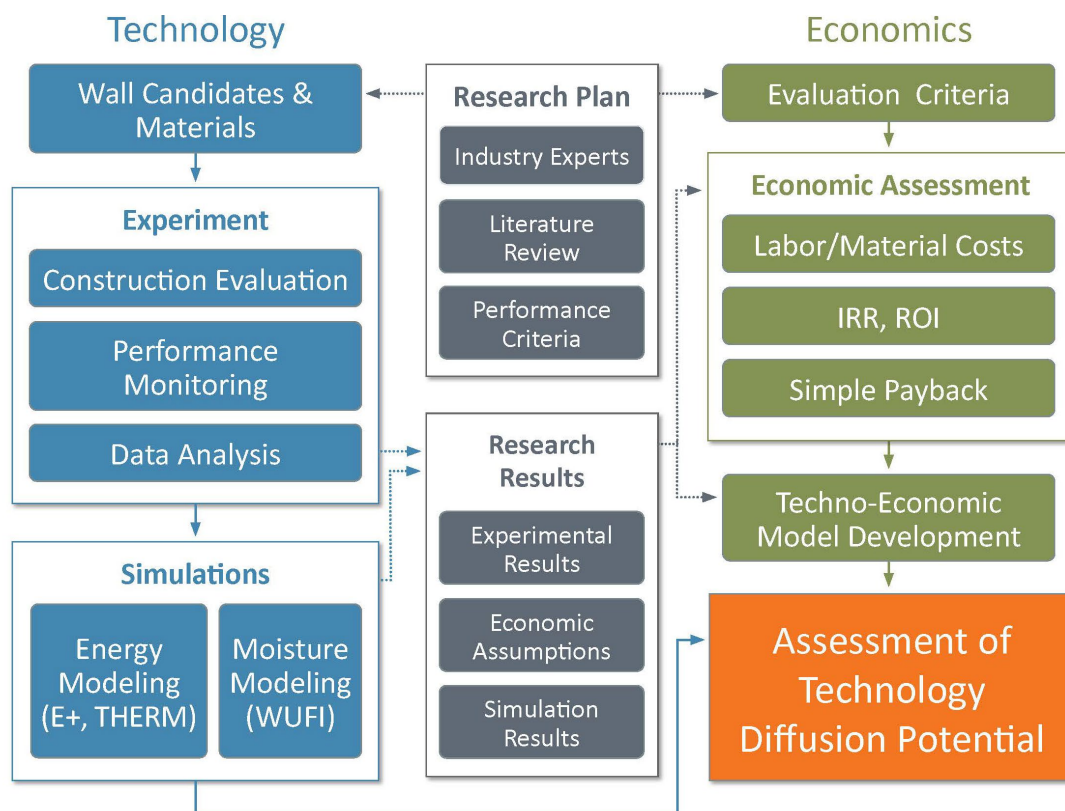 Technology
Wall Candidates &
Materials
Experiment
Construction Evaluation
Performance
Monitoring
Data Analysis
Simulations
Energy
Modeling
(E+, THERM)
Moisture
Modeling
(WUFI)
Research Plan
Industry Experts
Literature
Review
Performance
Criteria
Research
Results
Experimental
Results
Economic
Assumptions
Simulation
Results
Economics
Evaluation Criteria
Economic Assessment
Labor/Material Costs
IRR, ROI
Simple Payback
Techno-Economic
Model Development
Assessment of
Technology
Diffusion Potential